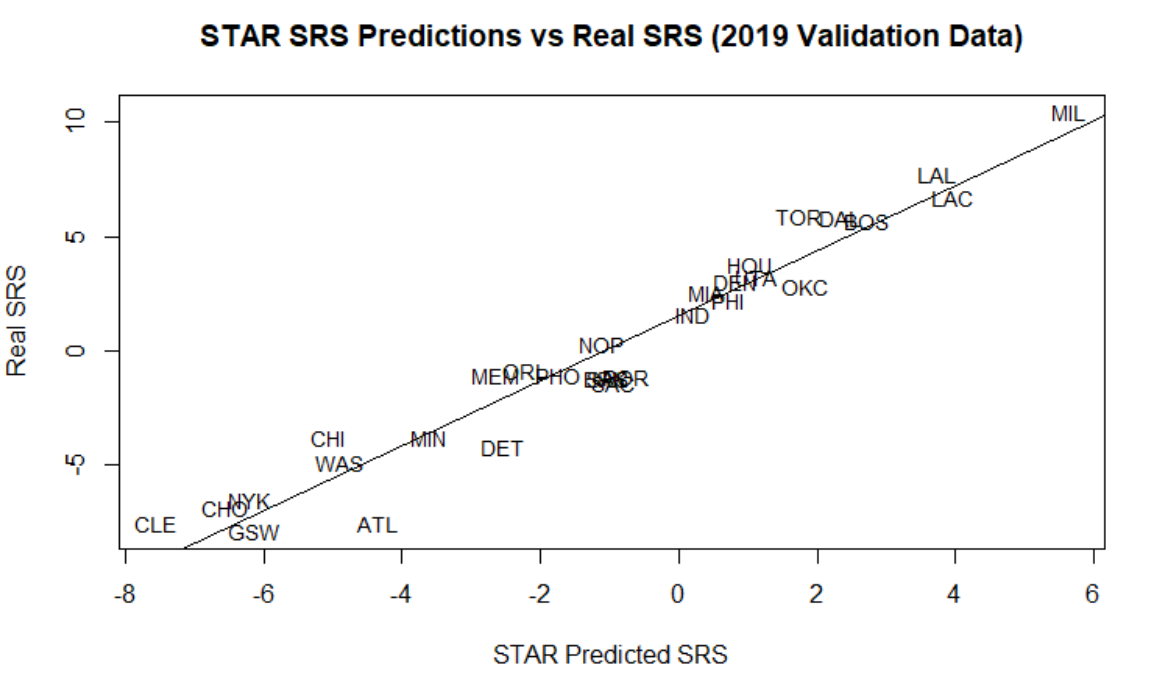 STAR SRS Predictions vs Real SRS (2019 Validation Data)
10
MIL
LAL
LAC
TOR
DAL
BOS
5
HOU
UTA
DEN
OKC
MIA
PHI
IND
0
NOP
ORL
MEM
PHO
POR
SAC
CHI
MIN
DET
-5
WAS
NYK
CHO
CLE
ATL
GSW
Real SRS
-8 -6 -4 -2 0 2 4 6
STAR Predicted SRS